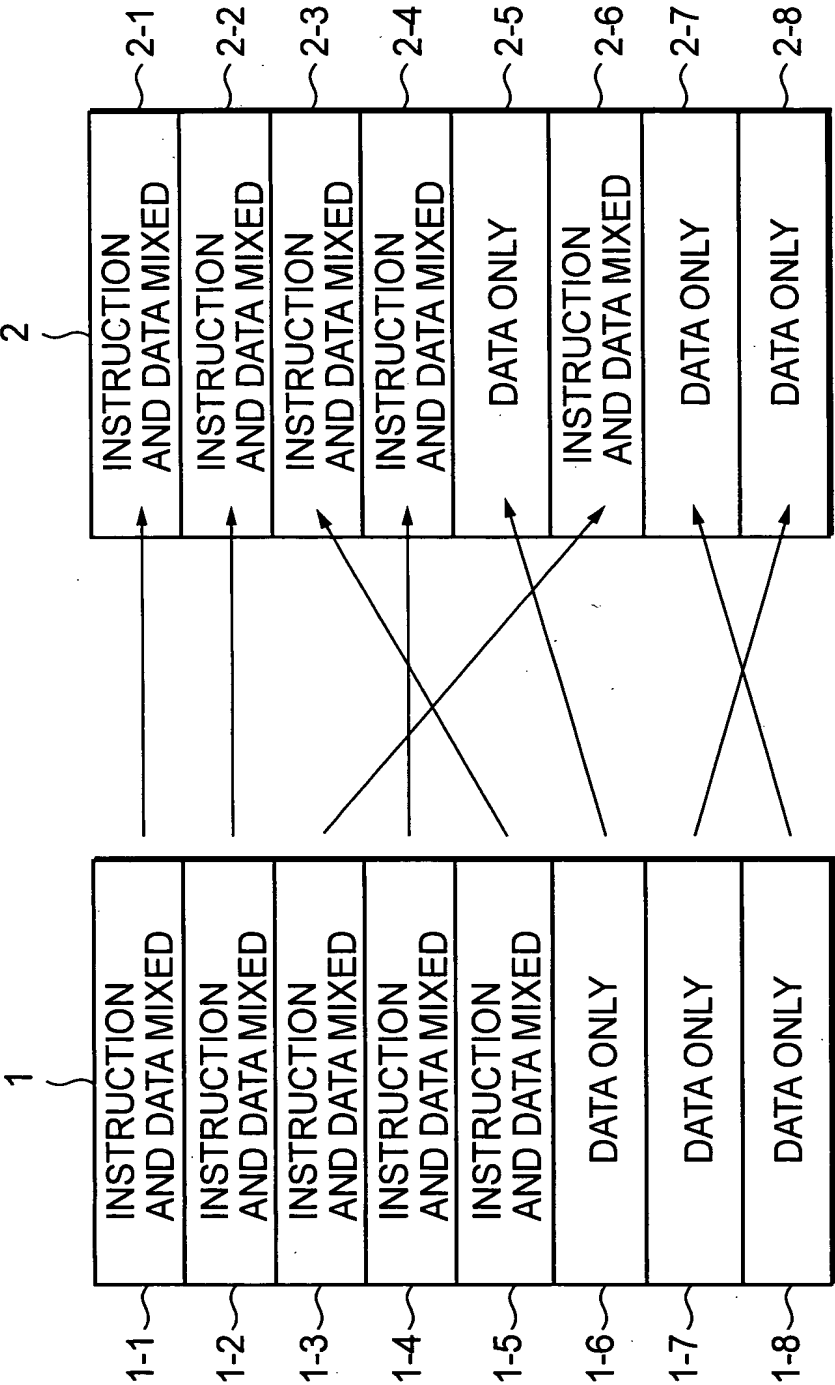 1
1-1 INSTRUCTION
AND DATA MIXED
1-2 INSTRUCTION
AND DATA MIXED
1-3 INSTRUCTION
AND DATA MIXED
1-4 INSTRUCTION
AND DATA MIXED
1-5 INSTRUCTION
AND DATA MIXED
1-6 DATA ONLY
1-7 DATA ONLY
1-8 DATA ONLY
2
INSTRUCTION
AND DATA MIXED 2-1
INSTRUCTION
AND DATA MIXED 2-2
INSTRUCTION
AND DATA MIXED 2-3
INSTRUCTION
AND DATA MIXED 2-4
DATA ONLY 2-5
INSTRUCTION
AND DATA MIXED 2-6
DATA ONLY 2-7
DATA ONLY 2-8